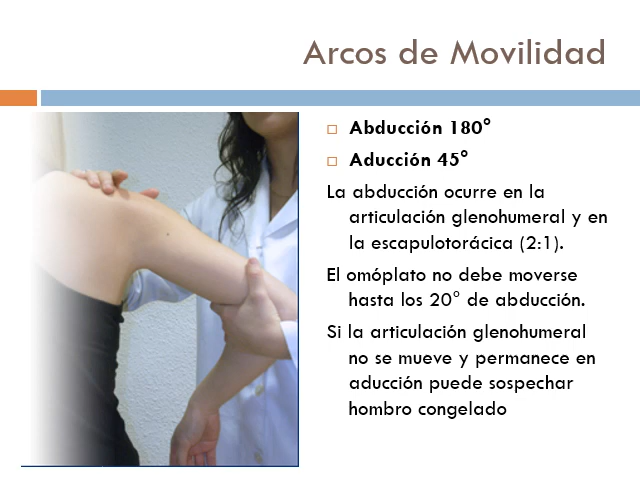 Arcos de Movilidad
Abducción 180°
Aducción 45°
La abducción ocurre en la
articulación glenohumeral y en
la escapulotorácica (2:1).
El omóplato no debe moverse
hasta los 20° de abducción.
Si la articulación glenohumeral
no se mueve y permanece en
aducción puede sospechar
hombro congelado